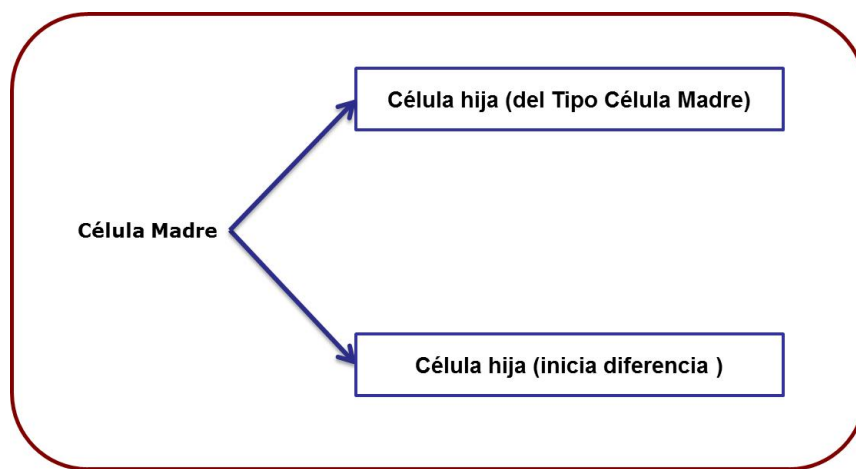 Célula hija (del Tipo Célula Madre)
Célula Madre
Célula hija (inicia diferencia )